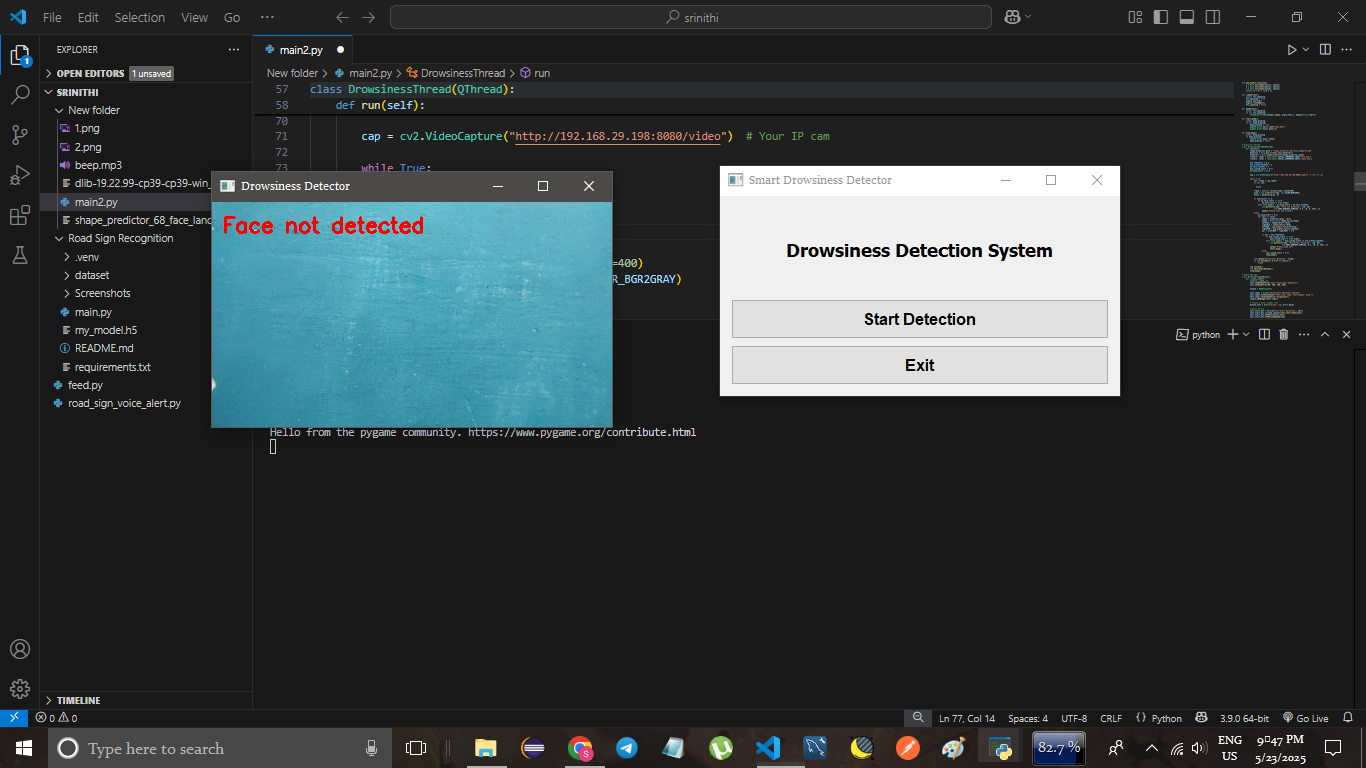 File Edit Selection View Go ··· srinithi
EXPLORER ···
OPEN EDITORS 1 unsaved
SRINITHI
New folder
1.png
2.png
beep.mp3
dlib-19.22.99-cp39-cp39-win_
main2.py
shape_predictor_68_face_land
Road Sign Recognition
.venv
dataset
Screenshots
main.py
my_model.h5
README.md
requirements.txt
feed.py
road_sign_voice_alert.py
TIMELINE
main2.py
New folder > main2.py > DrowsinessThread > run
57 class DrowsinessThread(QThread):
58 def run(self):
70
71 cap = cv2.VideoCapture("http://192.168.29.198:8080/video") # Your IP cam
72
73 while True:
=400)
R_BGR2GRAY)
Drowsiness Detector
Face not detected
Smart Drowsiness Detector
Drowsiness Detection System
Start Detection
Exit
python
Hello from the pygame community. https://www.pygame.org/contribute.html
0 0 Ln 77, Col 14 Spaces: 4 UTF-8 CRLF {} Python 3.9.0 64-bit Go Live
Type here to search
82.7 %
ENG
US
9:47 PM
5/23/2025